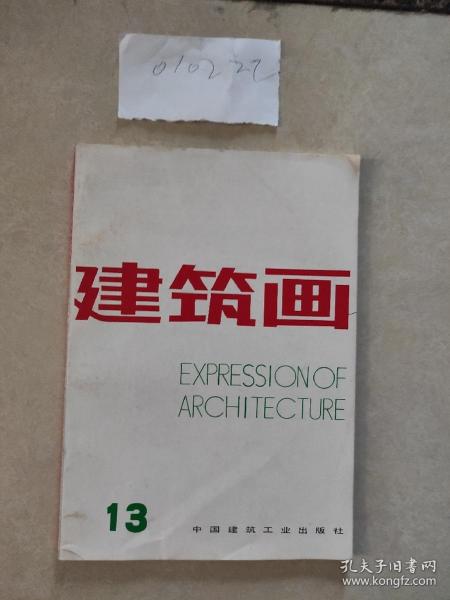 010222
建筑画
EXPRESSION OF
ARCHITECTURE
13
中国建筑工业出版社
孔夫子旧书网
www.kongfz.com